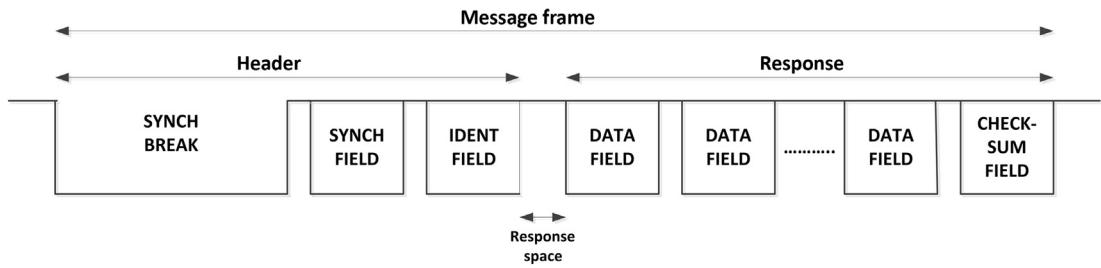 Message frame
Header
Response
SYNCH
BREAK
SYNCH
FIELD
IDENT
FIELD
DATA
FIELD
DATA
FIELD
...........
DATA
FIELD
CHECK-
SUM
FIELD
Response
space